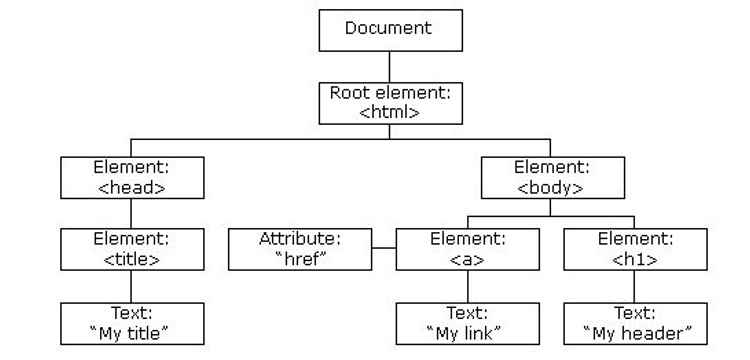 Document
Root element:
<html>
Element:
<head>
Element:
<body>
Element:
<title>
Attribute:
“href”
Element:
<a>
Element:
<h1>
Text:
“My title”
Text:
“My link”
Text:
“My header”